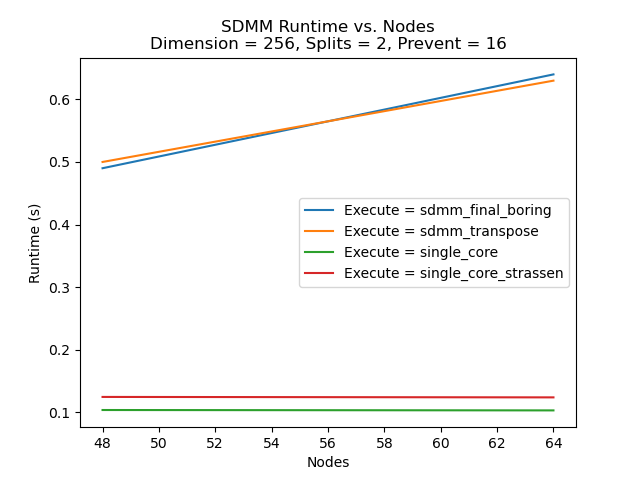 SDMM Runtime vs. Nodes
Dimension = 256, Splits = 2, Prevent = 16
0.6
0.5
0.4
0.3
0.2
0.1
Runtime (s)
Execute = sdmm_final_boring
Execute = sdmm_transpose
Execute = single_core
Execute = single_core_strassen
48 50 52 54 56 58 60 62 64
Nodes